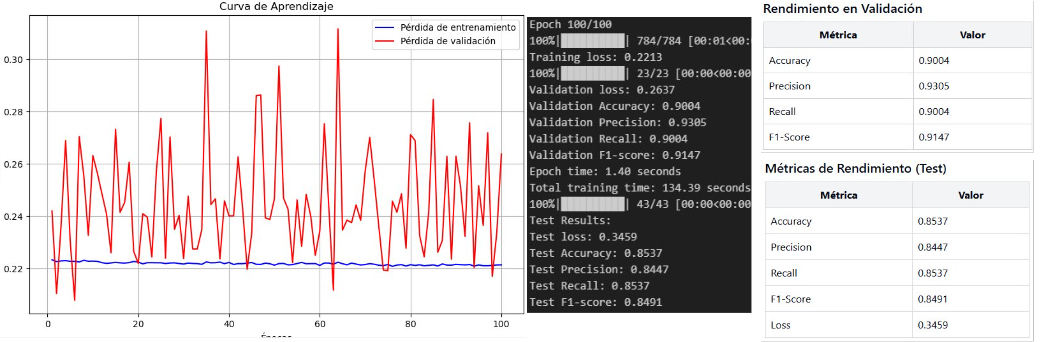 Curva de Aprendizaje
Pérdida de entrenamiento
Pérdida de validación
0.30
0.28
0.26
0.24
0.22
0 20 40 60 80 100
Epoch 100/100
100%| 784/784 [00:01<00:
Training loss: 0.2213
100%| 23/23 [00:00<00:00
Validation loss: 0.2637
Validation Accuracy: 0.9004
Validation Precision: 0.9305
Validation Recall: 0.9004
Validation F1-score: 0.9147
Epoch time: 1.40 seconds
Total training time: 134.39 seconds
100%| 43/43 [00:00<00:00
Test Results:
Test loss: 0.3459
Test Accuracy: 0.8537
Test Precision: 0.8447
Test Recall: 0.8537
Test F1-score: 0.8491
Rendimiento en Validación
Métrica Valor
Accuracy 0.9004
Precision 0.9305
Recall 0.9004
F1-Score 0.9147
Métricas de Rendimiento (Test)
Métrica Valor
Accuracy 0.8537
Precision 0.8447
Recall 0.8537
F1-Score 0.8491
Loss 0.3459